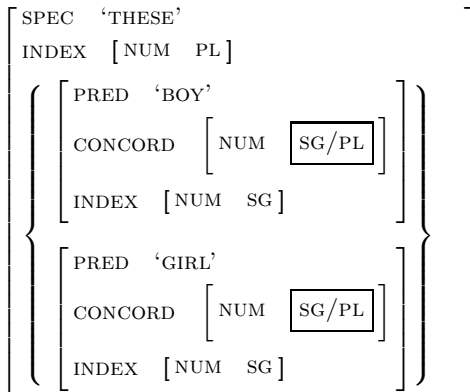 SPEC ‘THESE’
INDEX [NUM PL]
PRED ‘BOY’
CONCORD [NUM SG/PL]
INDEX [NUM SG]
PRED ‘GIRL’
CONCORD [NUM SG/PL]
INDEX [NUM SG]